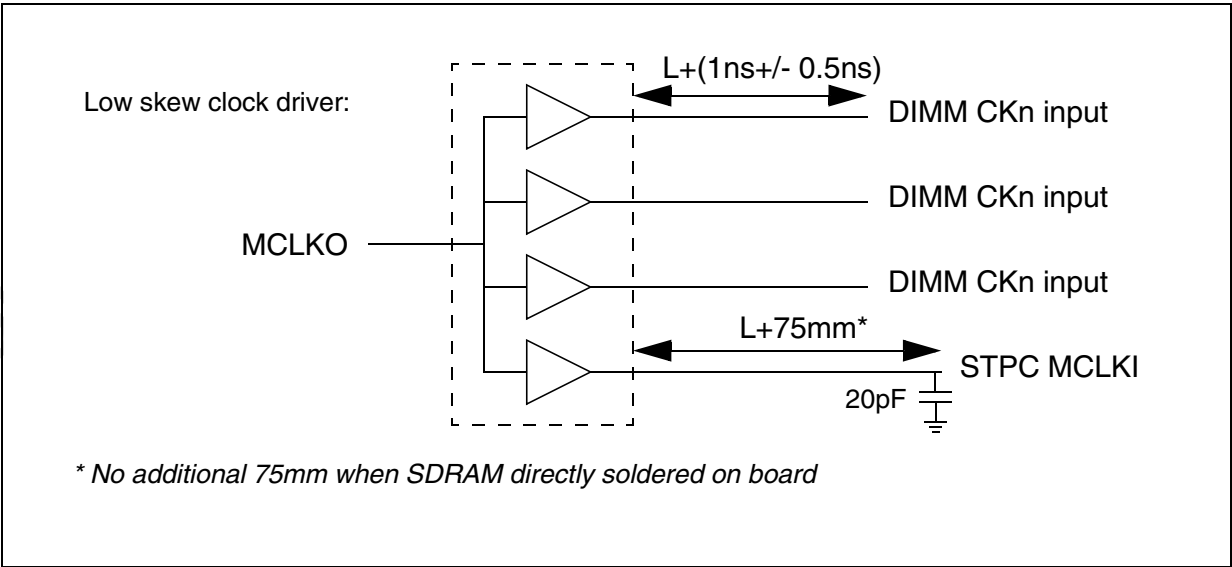 L+(1ns+/- 0.5ns)
Low skew clock driver:
DIMM CKn input
DIMM CKn input
MCLKO
DIMM CKn input
L+75mm*
STPC MCLKI
20pF
* No additional 75mm when SDRAM directly soldered on board